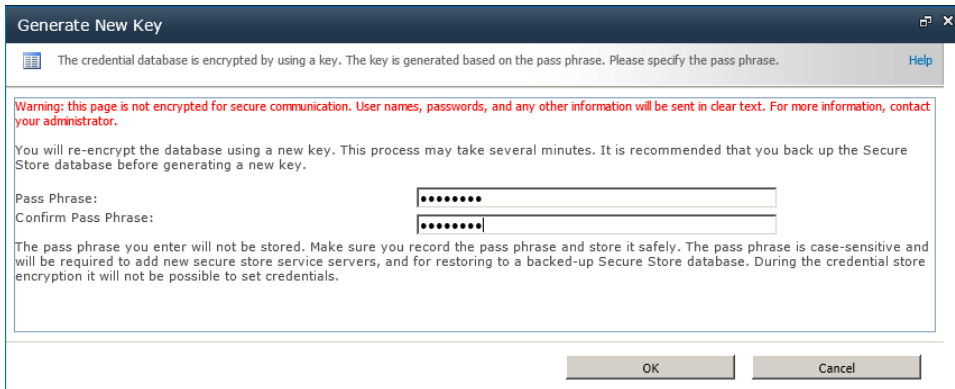 Generate New Key
The credential database is encrypted by using a key. The key is generated based on the pass phrase. Please specify the pass phrase.
Help
Warning: this page is not encrypted for secure communication. User names, passwords, and any other information will be sent in clear text. For more information, contact
your administrator.
You will re-encrypt the database using a new key. This process may take several minutes. It is recommended that you back up the Secure
Store database before generating a new key.
Pass Phrase:
••••••••
Confirm Pass Phrase:
••••••••
The pass phrase you enter will not be stored. Make sure you record the pass phrase and store it safely. The pass phrase is case-sensitive and
will be required to add new secure store service servers, and for restoring to a backed-up Secure Store database. During the credential store
encryption it will not be possible to set credentials.
OK
Cancel